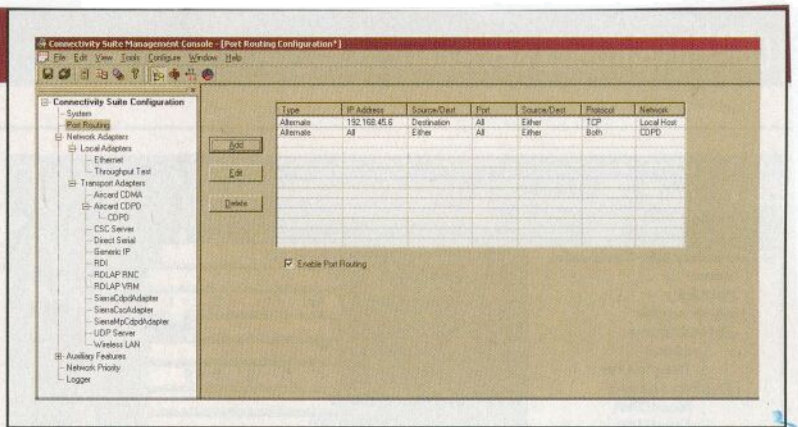 Connectivity Suite Management Console - [Port Routing Configuration*]
File Edit View Tools Configure Window Help
Connectivity Suite Configuration
System
Port Routing
Network Adapters
Local Adapters
Ethernet
Throughput Test
Transport Adapters
Aircard CDMA
Aircard CDPD
CDPD
CSC Server
Direct Serial
Generic IP
RDI
RDLAP RNC
RDLAP VRM
SierraCdpdAdapter
SierraCscAdapter
SierraMpCdpdAdapter
UDP Server
Wireless LAN
Auxiliary Features
Network Priority
Logger
Add
Edit
Delete
Type IP Address Source/Dest Port Source/Dest Protocol Network
Alternate 192.168.45.6 Destination All Either TCP Local Host
Alternate All Either All Either Both CDPD
Enable Port Routing